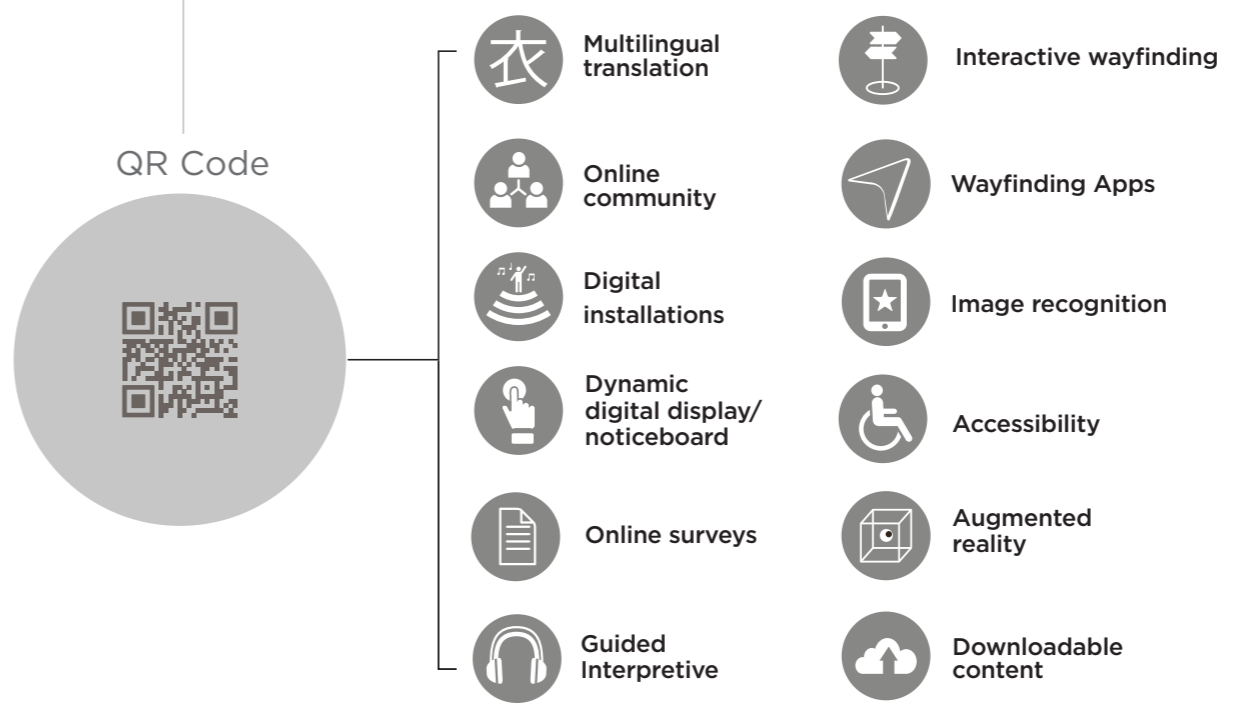 QR Code
衣
Multilingual
translation
Online
community
Digital
installations
Dynamic
digital display/
noticeboard
Online surveys
Guided
Interpretive
Interactive wayfinding
Wayfinding Apps
Image recognition
Accessibility
Augmented
reality
Downloadable
content